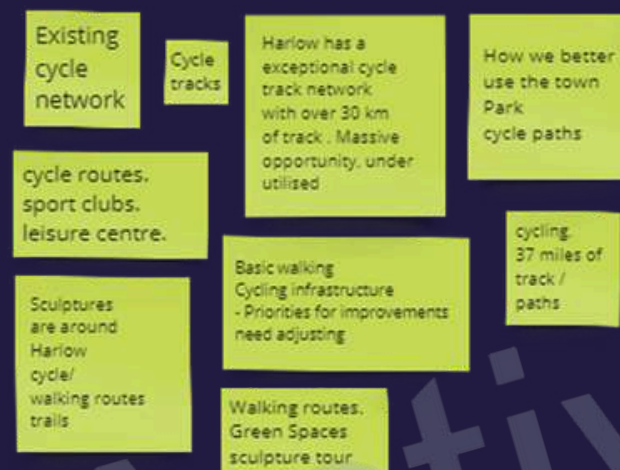 Existing
cycle
network
Cycle
tracks
Harlow has a
exceptional cycle
track network
with over 30 km
of track . Massive
opportunity, under
utilised
How we better
use the town
Park
cycle paths
cycle routes.
sport clubs.
leisure centre.
Basic walking
Cycling infrastructure
- Priorities for improvements
need adjusting
cycling.
37 miles of
track /
paths
Sculptures
are around
Harlow
cycle/
walking routes
trails
Walking routes.
Green Spaces
sculpture tour